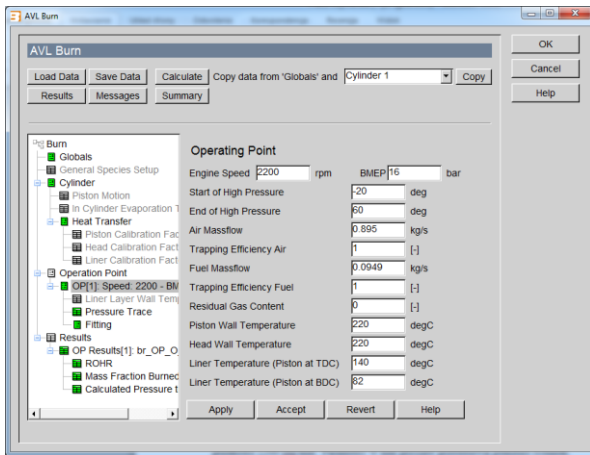 AVL Burn
AVL Burn
OK
Cancel
Help
Load Data Save Data Calculate Copy data from 'Globals' and Cylinder 1 Copy
Results Messages Summary
Burn
Globals
General Species Setup
Cylinder
Piston Motion
In Cylinder Evaporation T
Heat Transfer
Piston Calibration Fac
Head Calibration Fact
Liner Calibration Fact
Operation Point
OP[1]: Speed: 2200 - BM
Liner Layer Wall Temp
Pressure Trace
Fitting
Results
OP Results[1]: br_OP_O
ROHR
Mass Fraction Burned
Calculated Pressure t
Operating Point
Engine Speed 2200 rpm BMEP 16 bar
Start of High Pressure -20 deg
End of High Pressure 60 deg
Air Massflow 0.895 kg/s
Trapping Efficiency Air 1 [-]
Fuel Massflow 0.0949 kg/s
Trapping Efficiency Fuel 1 [-]
Residual Gas Content 0 [-]
Piston Wall Temperature 220 degC
Head Wall Temperature 220 degC
Liner Temperature (Piston at TDC) 140 degC
Liner Temperature (Piston at BDC) 82 degC
Apply Accept Revert Help